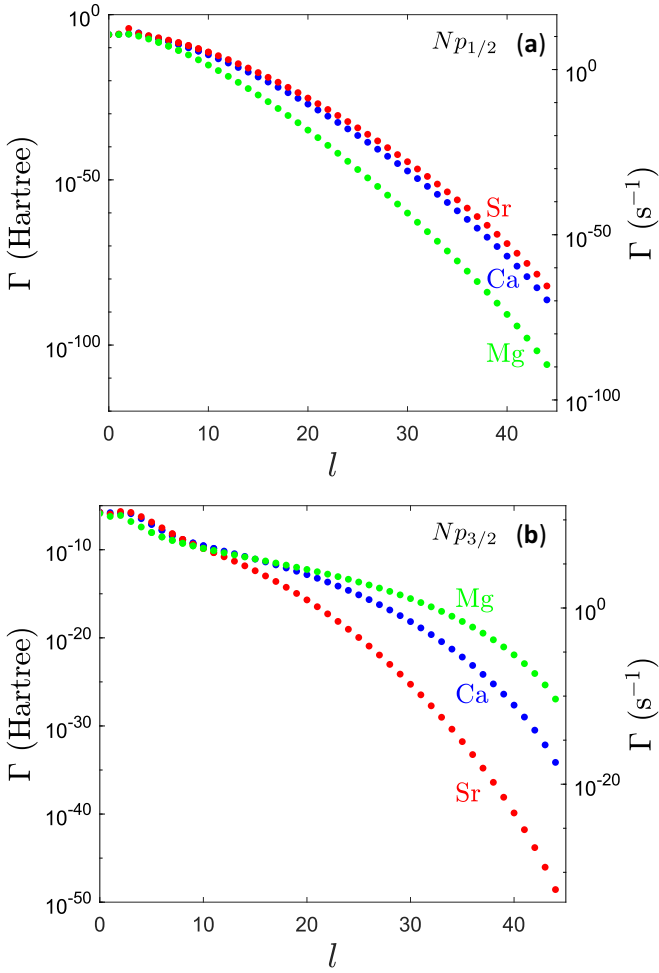 $Np_{1/2}$ (a)
$10^{0}$
$10^{-50}$
$10^{-100}$
Γ (Hartree)
$10^{0}$
$10^{-50}$
$10^{-100}$
Γ (s$^{-1}$)
Sr
Ca
Mg
0 10 20 30 40
$l$
$Np_{3/2}$ (b)
$10^{-10}$
$10^{-20}$
$10^{-30}$
$10^{-40}$
$10^{-50}$
Γ (Hartree)
$10^{0}$
$10^{-20}$
Γ (s$^{-1}$)
Mg
Ca
Sr
0 10 20 30 40
$l$